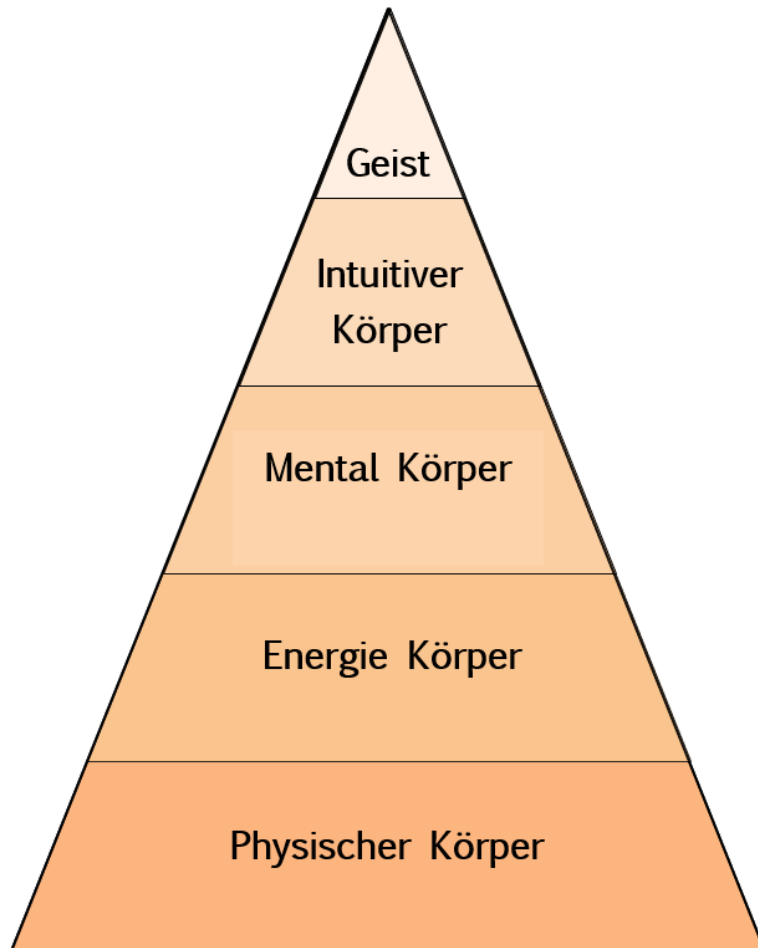 Geist
Intuitiver
Körper
Mental Körper
Energie Körper
Physischer Körper